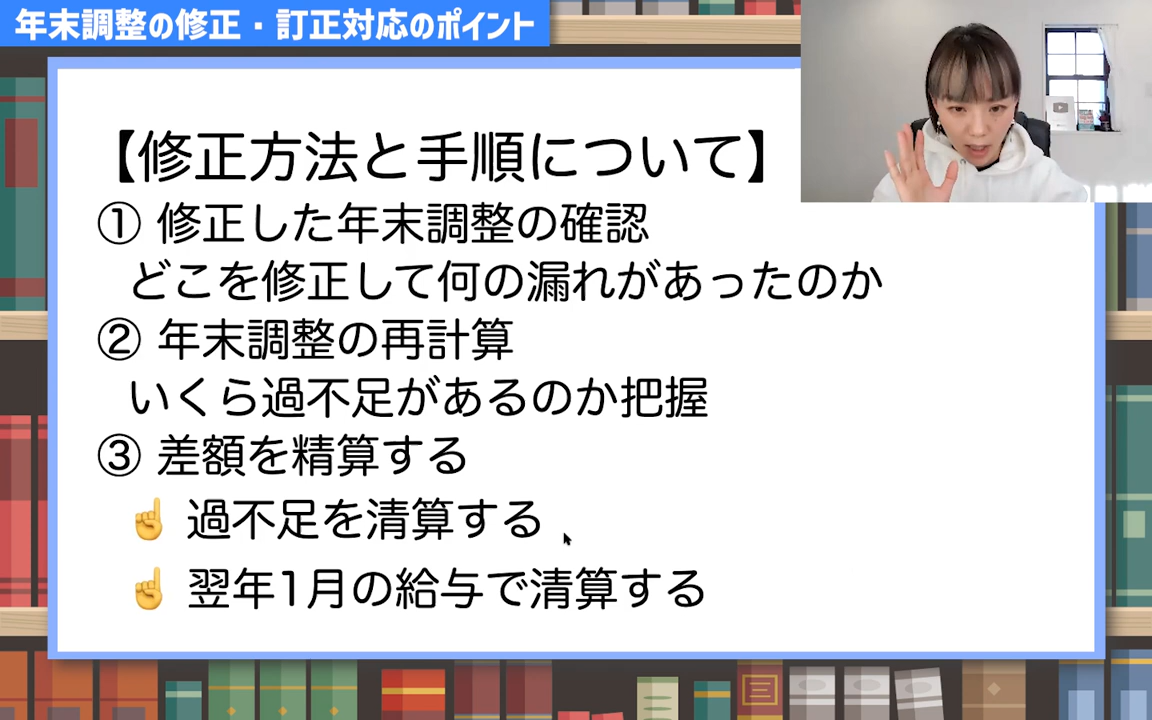 年末調整の修正・訂正対応のポイント
【修正方法と手順について】
① 修正した年末調整の確認
どこを修正して何の漏れがあったのか
② 年末調整の再計算
いくら過不足があるのか把握
③ 差額を精算する
☝ 過不足を清算する
☝ 翌年1月の給与で清算する